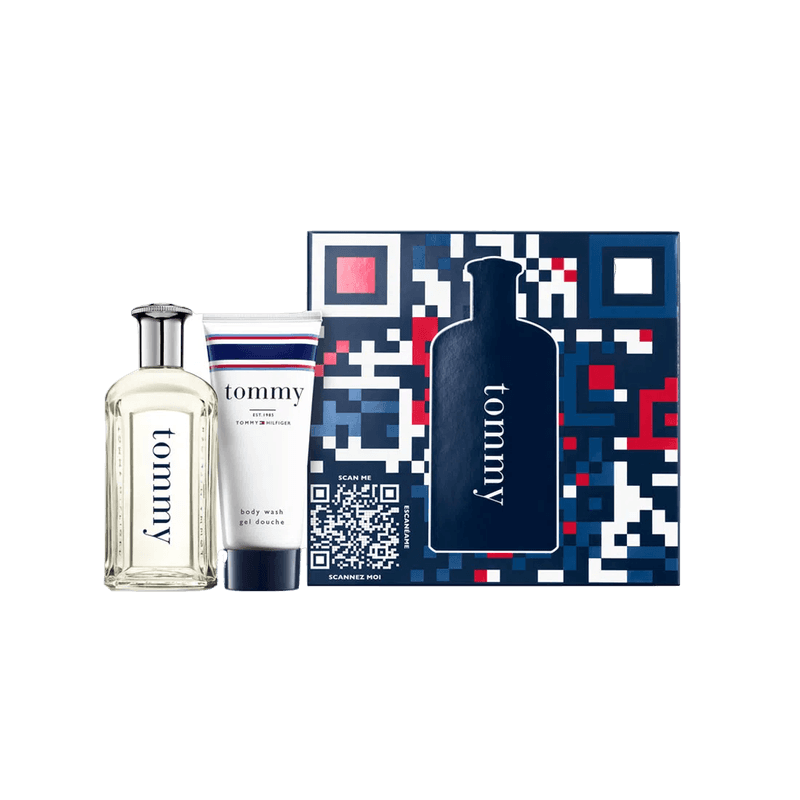 tommy
tommy
EST. 1985
TOMMY HILFIGER
body wash
gel douche
tommy
SCAN ME
ESCANÉAME
SCANNEZ MOI